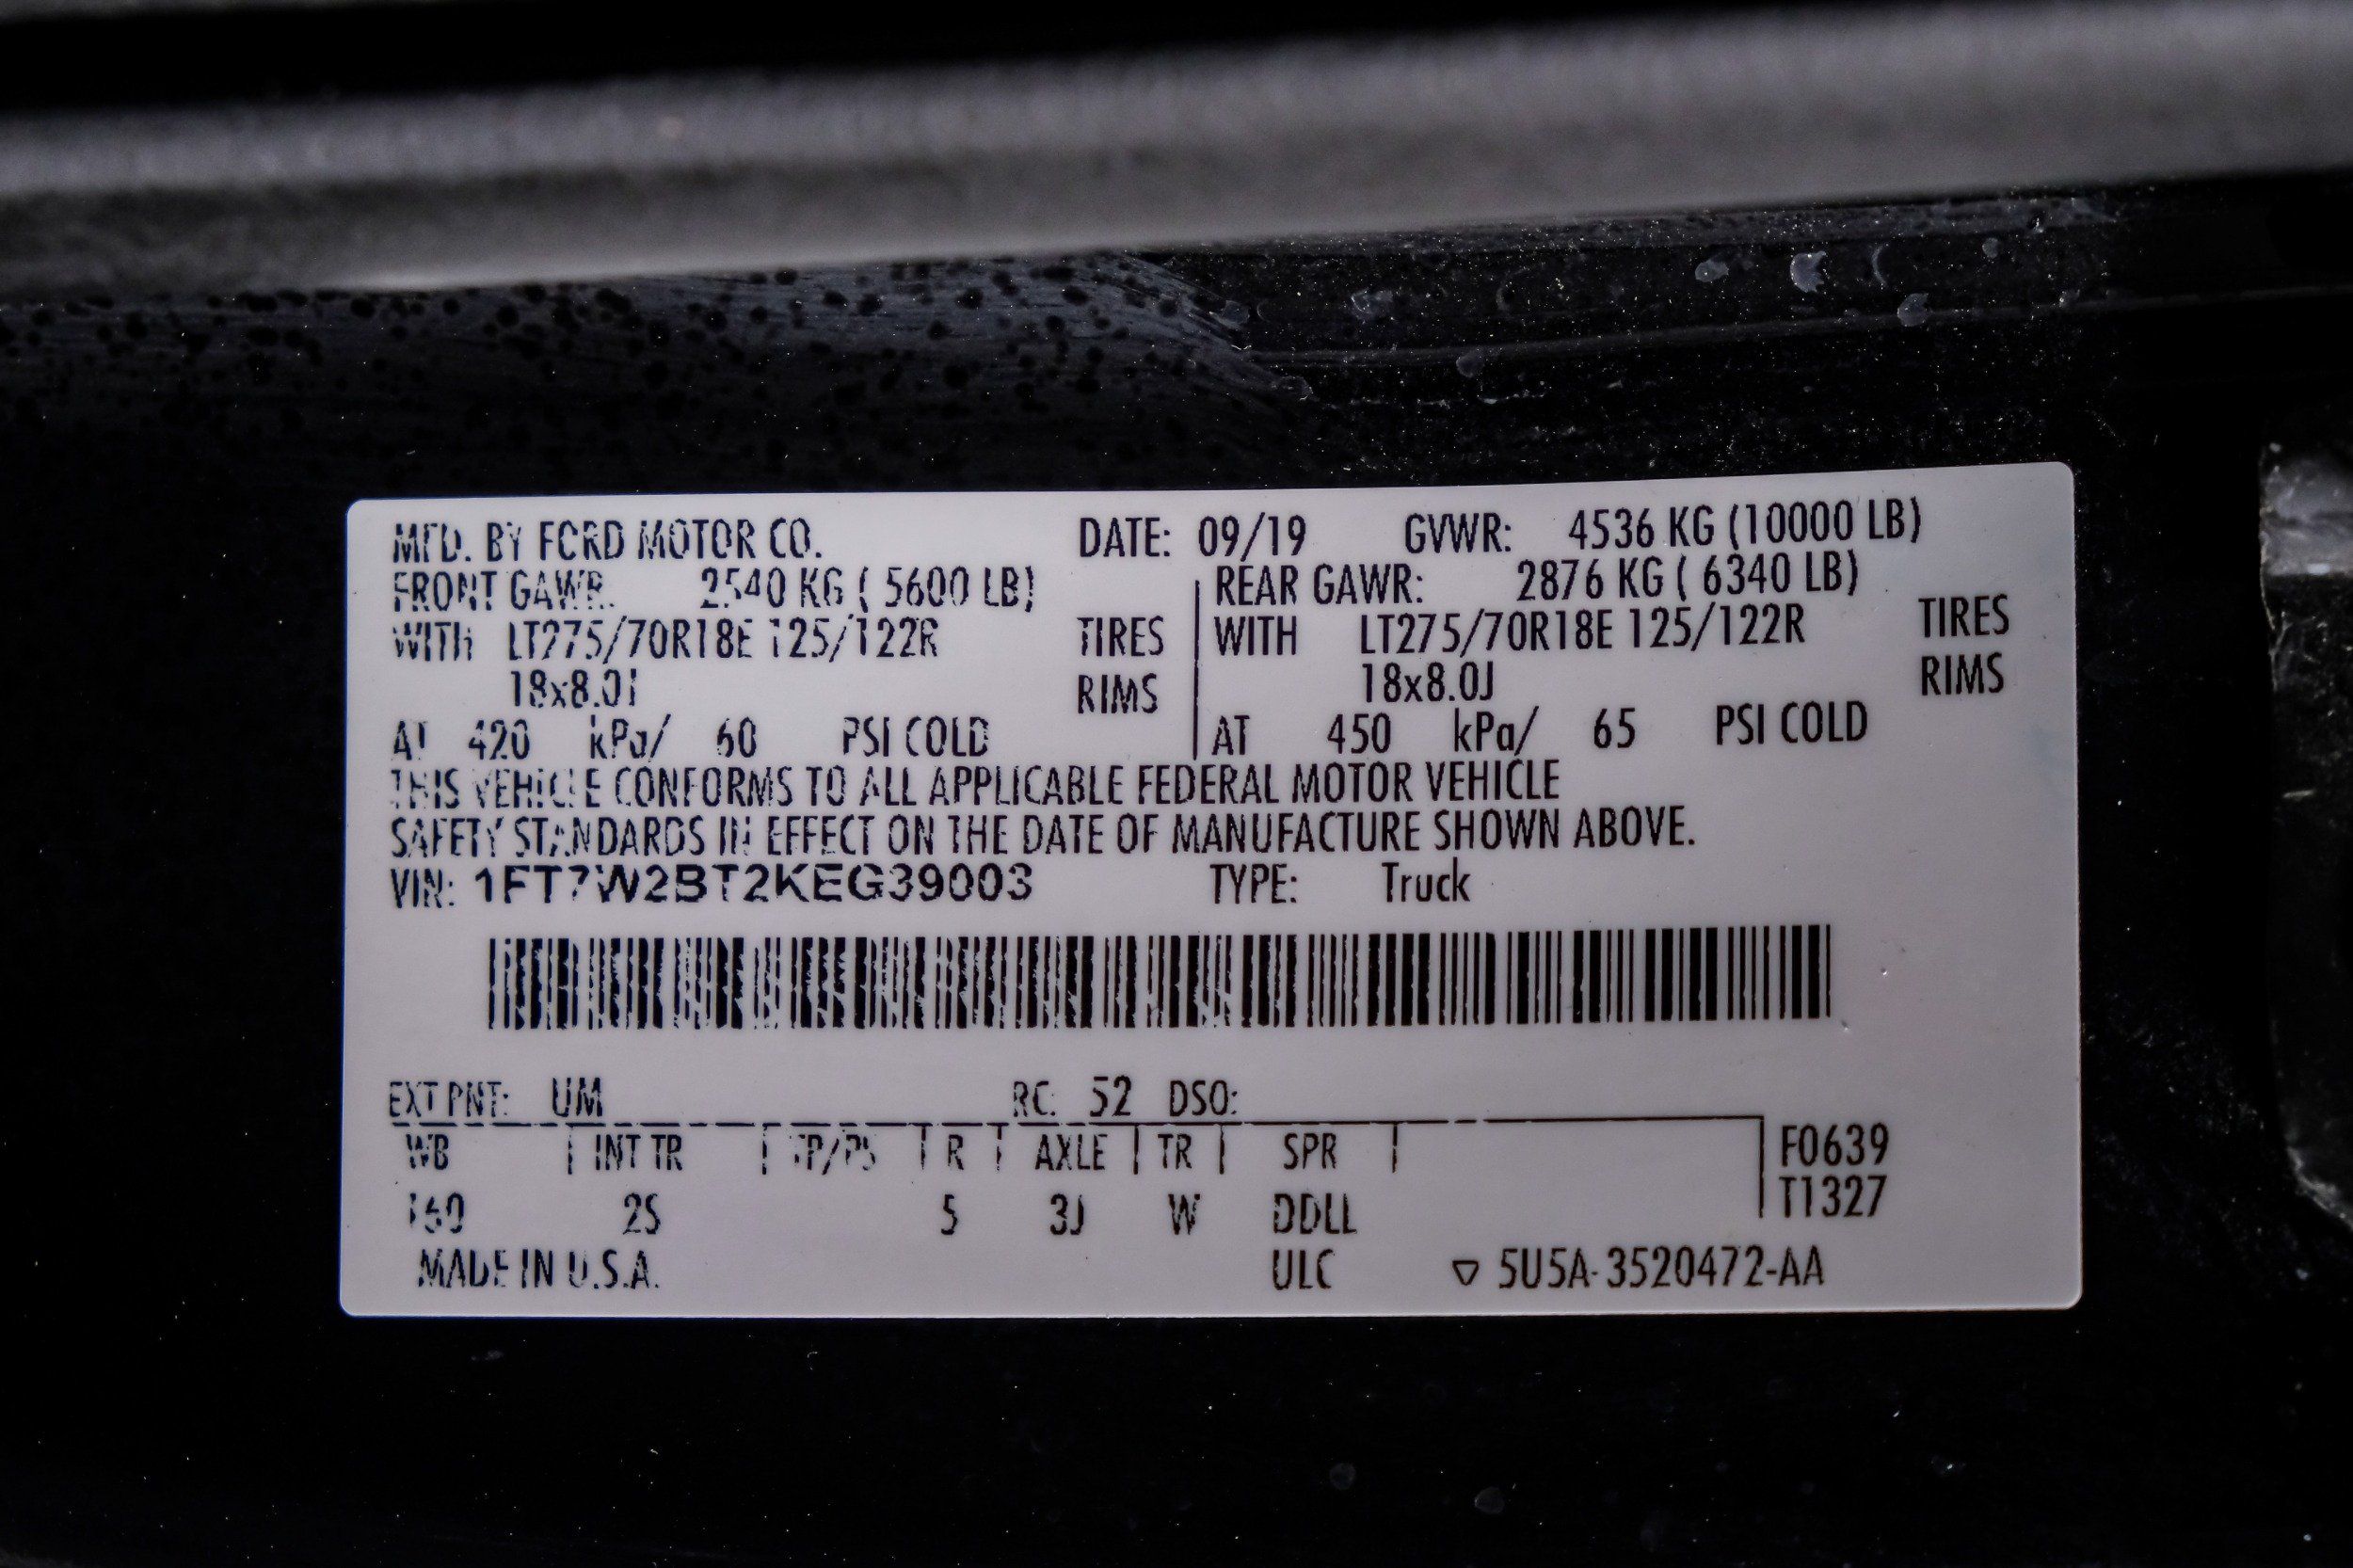 MFD. BY FORD MOTOR CO. DATE: 09/19 GVWR: 4536 KG (10000 LB)
FRONT GAWR: 2540 KG ( 5600 LB) REAR GAWR: 2876 KG ( 6340 LB)
WITH LT275/70R18E 125/122R TIRES WITH LT275/70R18E 125/122R TIRES
18x8.0J RIMS 18x8.0J RIMS
AT 420 kPa/ 60 PSI COLD AT 450 kPa/ 65 PSI COLD
THIS VEHICLE CONFORMS TO ALL APPLICABLE FEDERAL MOTOR VEHICLE
SAFETY STANDARDS IN EFFECT ON THE DATE OF MANUFACTURE SHOWN ABOVE.
VIN: 1FT7W2BT2KEG39003 TYPE: Truck
EXT PNT: UM RC: 52 DSO:
WB INT TR TP/PS R AXLE TR SPR F0639
T1327
160 2S 5 3J W DDLL
MADE IN U.S.A. ULC ▽ 5U5A-3520472-AA